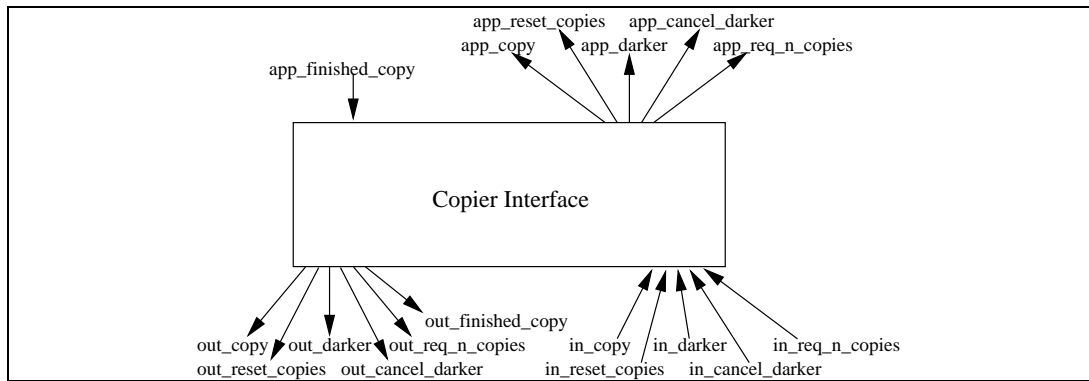 app_reset_copies app_cancel_darker
app_copy app_darker app_req_n_copies
app_finished_copy
Copier Interface
out_finished_copy
out_copy out_darker out_req_n_copies in_copy in_darker in_req_n_copies
out_reset_copies out_cancel_darker in_reset_copies in_cancel_darker